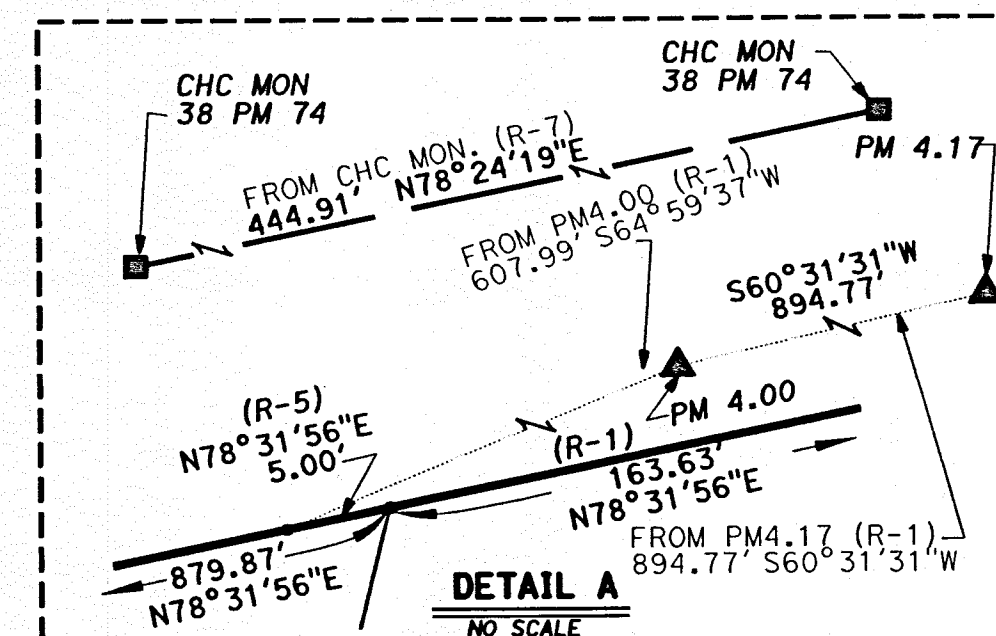 CHC MON
38 PM 74
CHC MON
38 PM 74
PM 4.17
FROM CHC MON. (R-7)
444.91' N78°24'19"E
FROM PM4.00 (R-1)
607.99' S64°59'37"W
S60°31'31"W
894.77'
PM 4.00
(R-5)
N78°31'56"E
5.00'
(R-1)
163.63'
N78°31'56"E
FROM PM4.17 (R-1)
894.77' S60°31'31"W
879.87'
N78°31'56"E
DETAIL A
NO SCALE